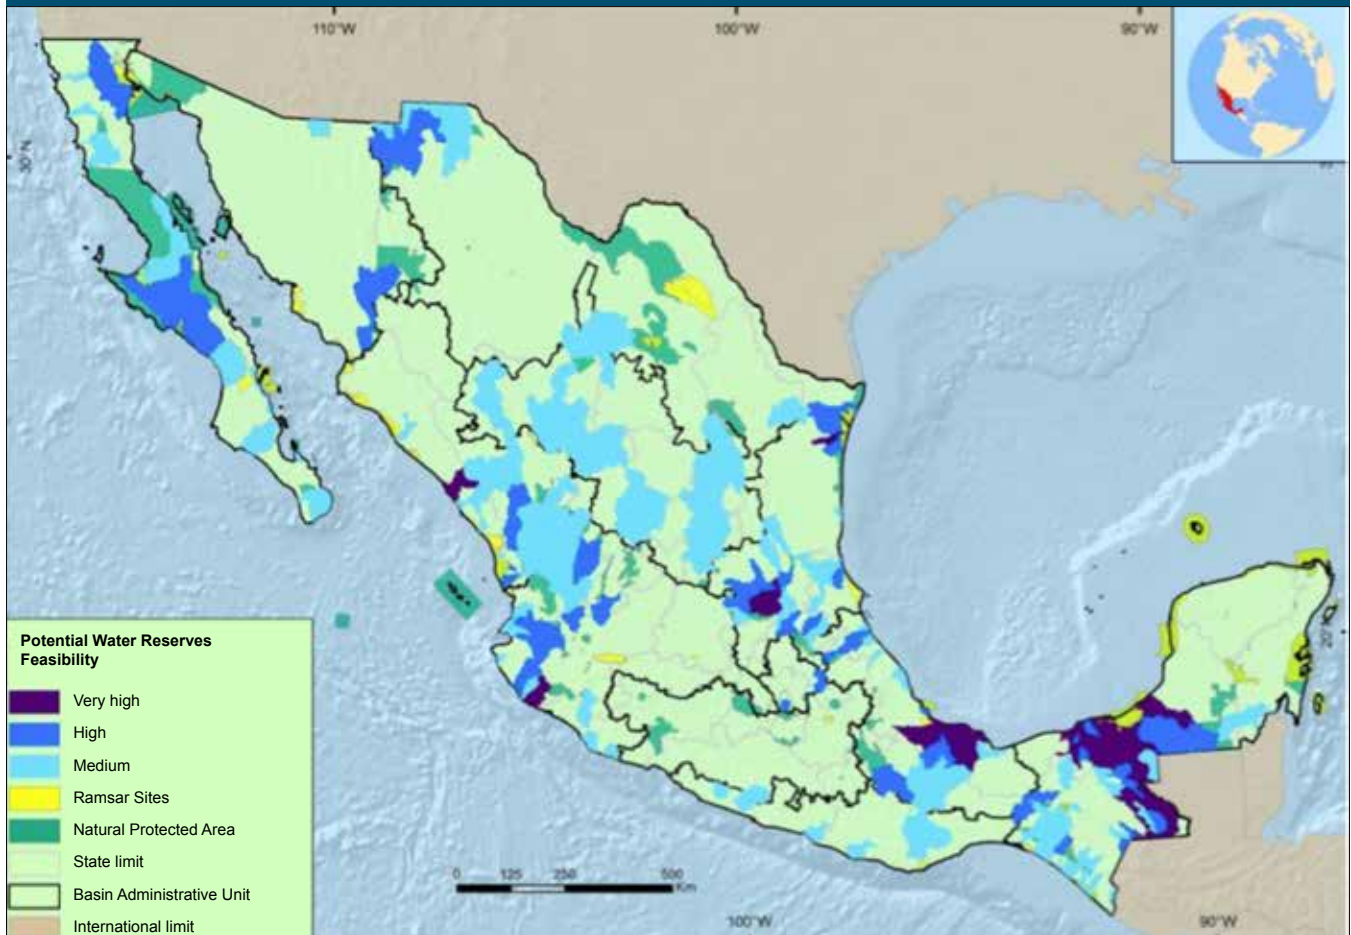 110°W
100°W
90°W
30°N
20°N
Potential Water Reserves
Feasibility
Very high
High
Medium
Ramsar Sites
Natural Protected Area
State limit
Basin Administrative Unit
International limit
0 125 250 500
Km
100°W
90°W